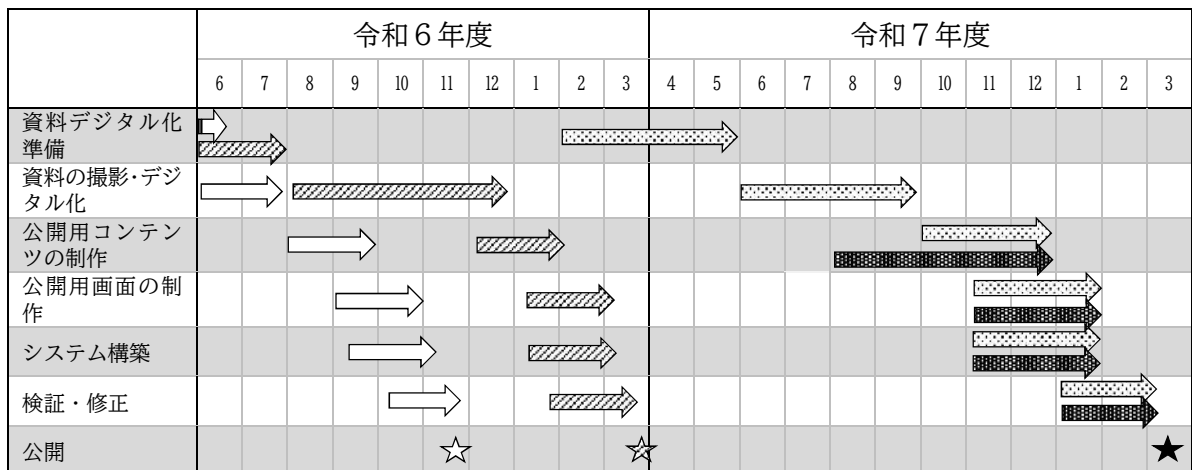 令和６年度 令和７年度
6 7 8 9 10 11 12 1 2 3 4 5 6 7 8 9 10 11 12 1 2 3
資料デジタル化
準備
資料の撮影･デジ
タル化
公開用コンテン
ツの制作
公開用画面の制
作
システム構築
検証・修正
公開